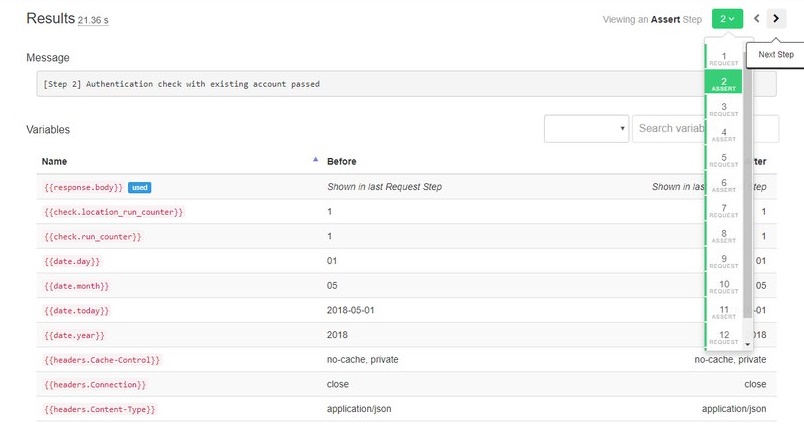 Results 21.36 s
Viewing an Assert Step 2
Next Step
1 REQUEST
2 ASSERT
3 REQUEST
4 ASSERT
5 REQUEST
6 ASSERT
7 REQUEST
8 ASSERT
9 REQUEST
10 REQUEST
11 ASSERT
12 REQUEST
Message
[Step 2] Authentication check with existing account passed
Variables
Search variab
Name Before ter
{{response.body}} used Shown in last Request Step Shown in las tep
{{check.location_run_counter}} 1 1
{{check.run_counter}} 1 1
{{date.day}} 01 01
{{date.month}} 05 05
{{date.today}} 2018-05-01 -01
{{date.year}} 2018 018
{{headers.Cache-Control}} no-cache, private no-cache, private
{{headers.Connection}} close close
{{headers.Content-Type}} application/json application/json